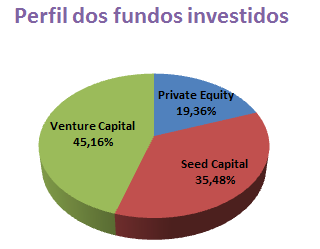 Perfil dos fundos investidos
Private Equity
19,36%
Venture Capital
45,16%
Seed Capital
35,48%